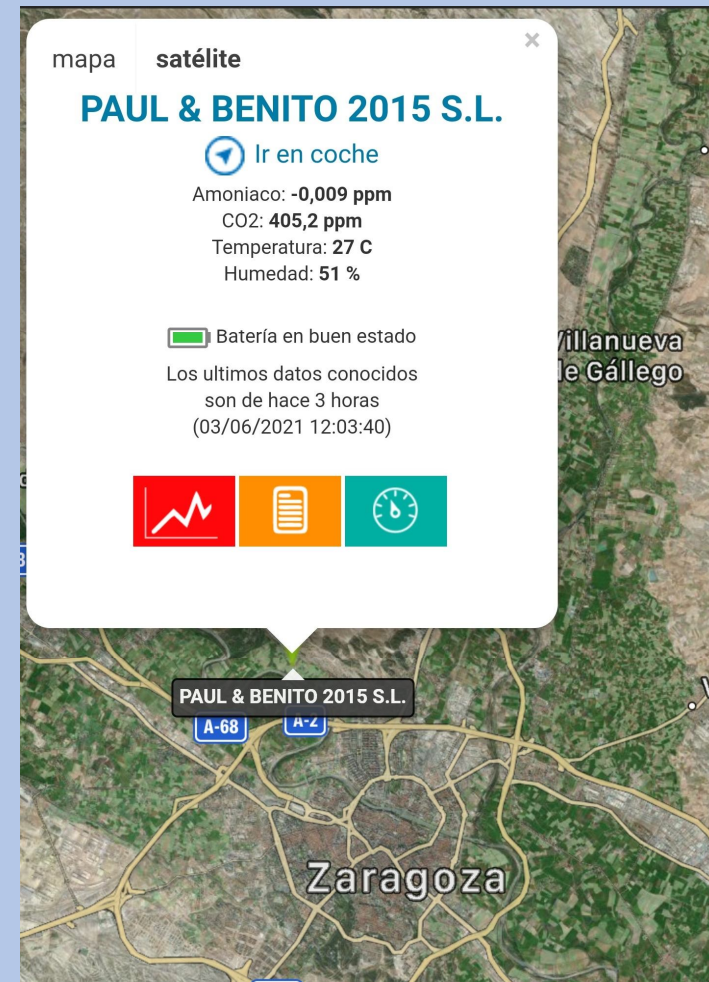 mapa satélite ×
PAUL & BENITO 2015 S.L.
Ir en coche
Amoniaco: -0,009 ppm
CO2: 405,2 ppm
Temperatura: 27 C
Humedad: 51 %
Batería en buen estado
Los ultimos datos conocidos
son de hace 3 horas
(03/06/2021 12:03:40)
PAUL & BENITO 2015 S.L.
A-68 A-2
Zaragoza
de Gállego